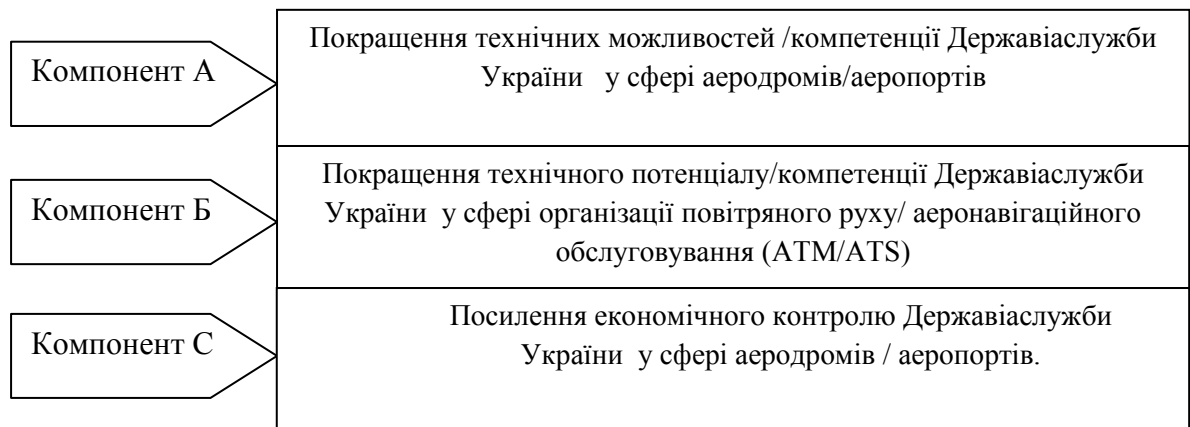 Компонент А
Покращення технічних можливостей /компетенції Державіаслужби
України у сфері аеродромів/аеропортів
Компонент Б
Покращення технічного потенціалу/компетенції Державіаслужби
України у сфері організації повітряного руху/ аеронавігаційного
обслуговування (ATM/ATS)
Компонент С
Посилення економічного контролю Державіаслужби
України у сфері аеродромів / аеропортів.